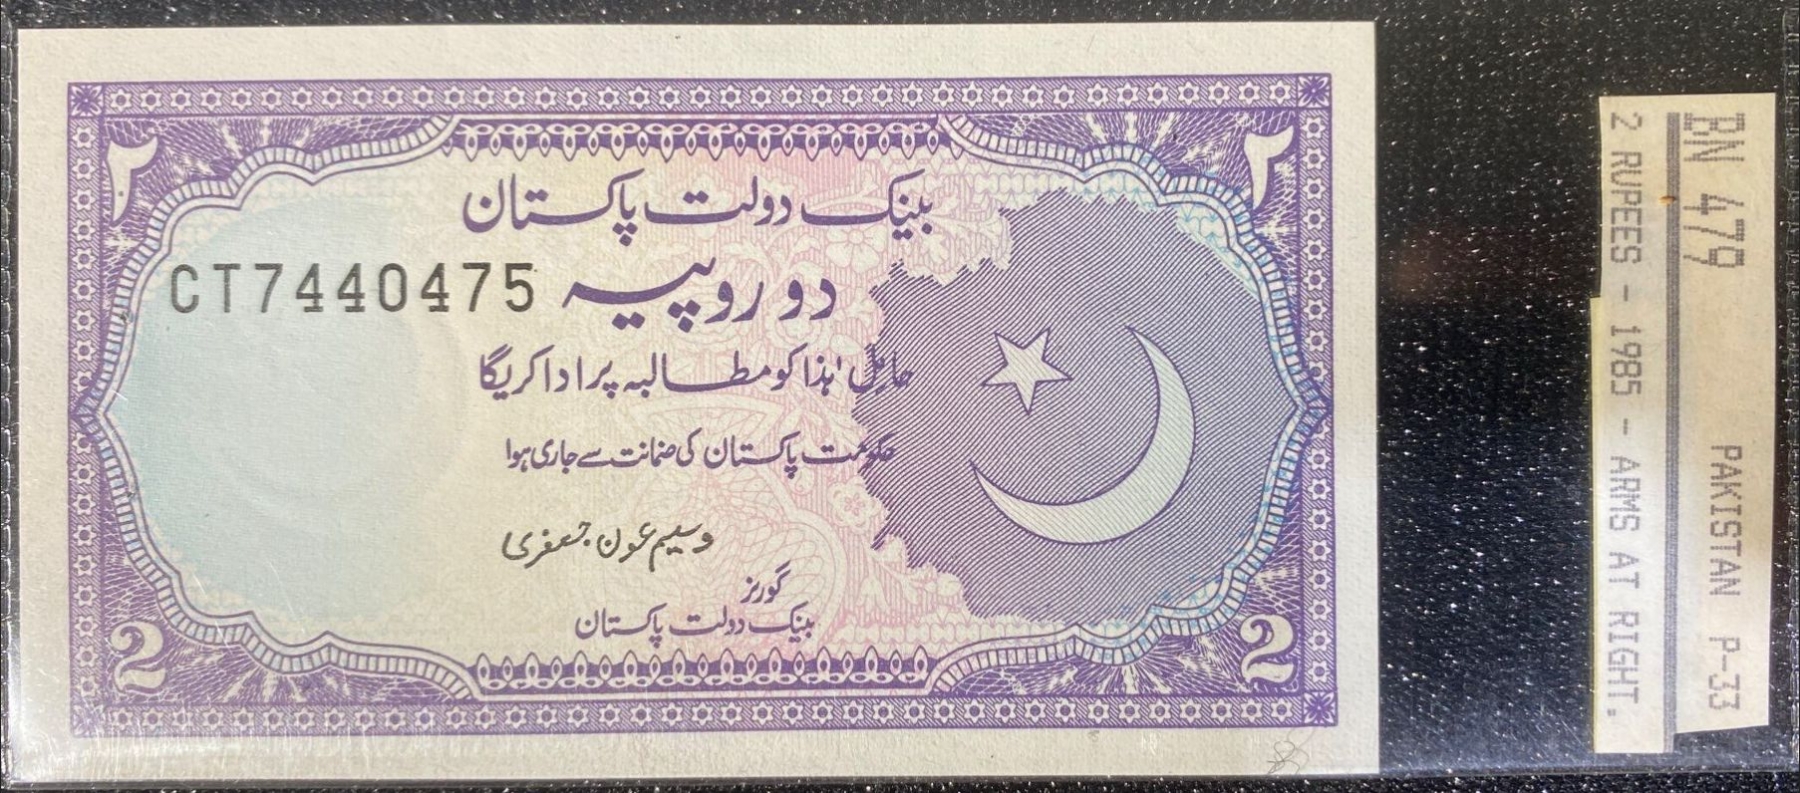 ۲ ۲
بینک دولت پاکستان
CT7440475
دو روپیہ
حامل ہٰذا کو مطالبہ پر ادا کریگا
حکومت پاکستان کی ضمانت سے جاری ہوا
وسیم عون جعفری
گورنر
بینک دولت پاکستان
2 2
BN 479 PAKISTAN P-33
2 RUPEES - 1985 - ARMS AT RIGHT.